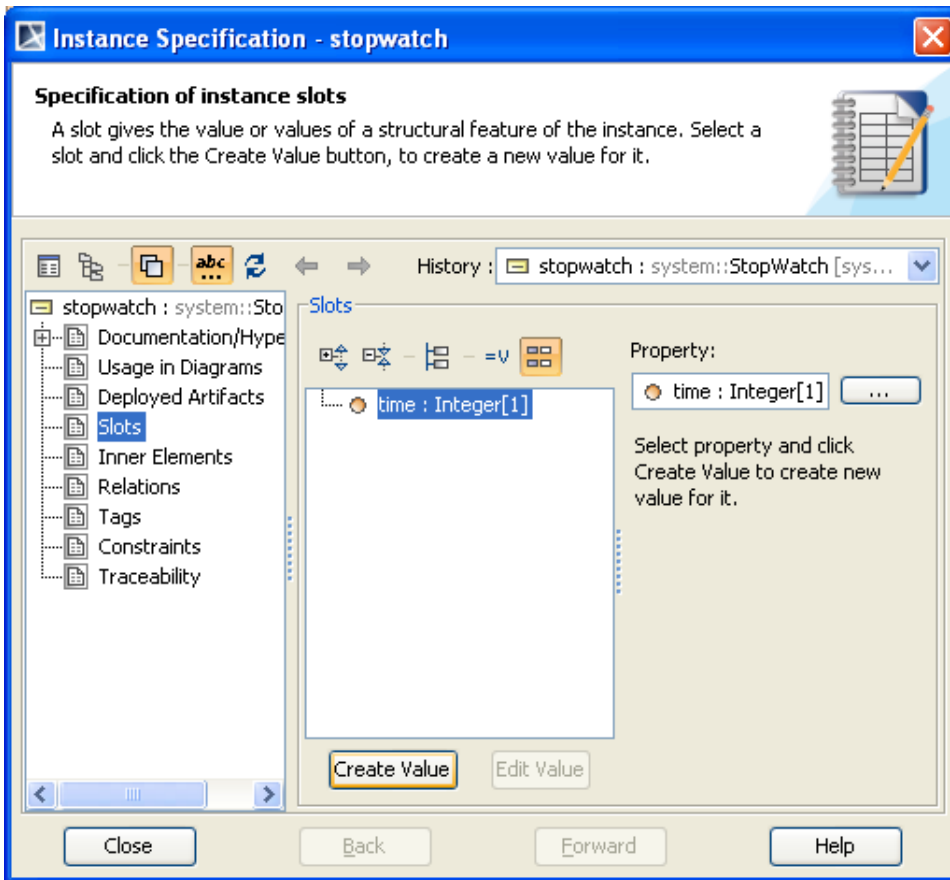 Instance Specification - stopwatch
Specification of instance slots
A slot gives the value or values of a structural feature of the instance. Select a
slot and click the Create Value button, to create a new value for it.
abc
...
History :
stopwatch : system::StopWatch [sys...
stopwatch : system::Sto
Documentation/Hype
Usage in Diagrams
Deployed Artifacts
Slots
Inner Elements
Relations
Tags
Constraints
Traceability
Slots
=v
time : Integer[1]
Property:
time : Integer[1]
...
Select property and click
Create Value to create new
value for it.
Create Value
Edit Value
Close
Back
Forward
Help